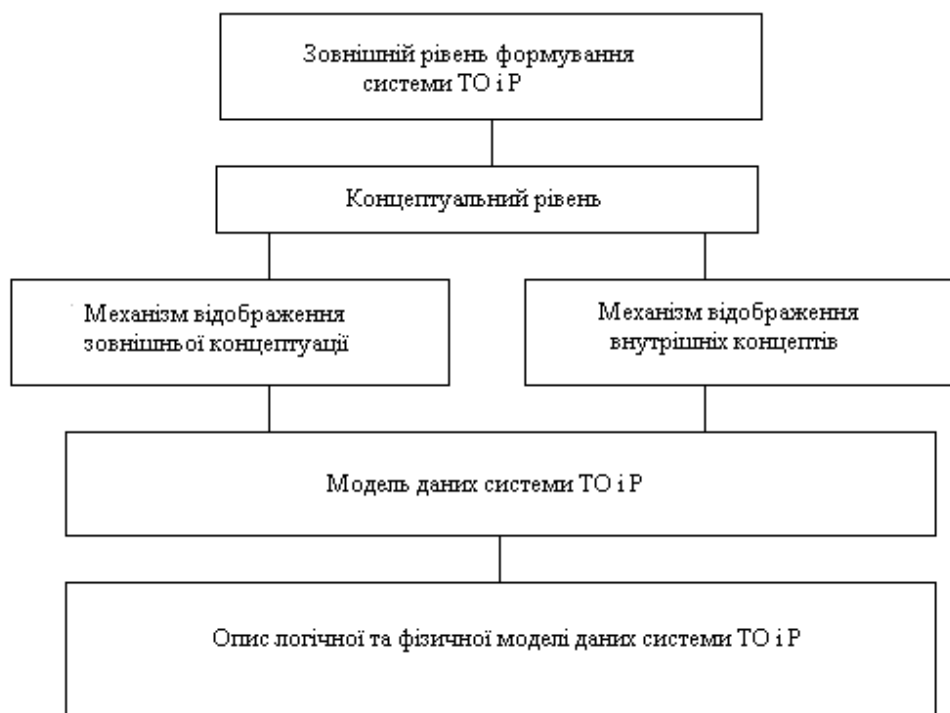 Зовнішній рівень формування
системи ТО і Р
Концептуальний рівень
Механізм відображення
зовнішньої концептуації
Механізм відображення
внутрішніх концептів
Модель даних системи ТО і Р
Опис логічної та фізичної моделі даних системи ТО і Р